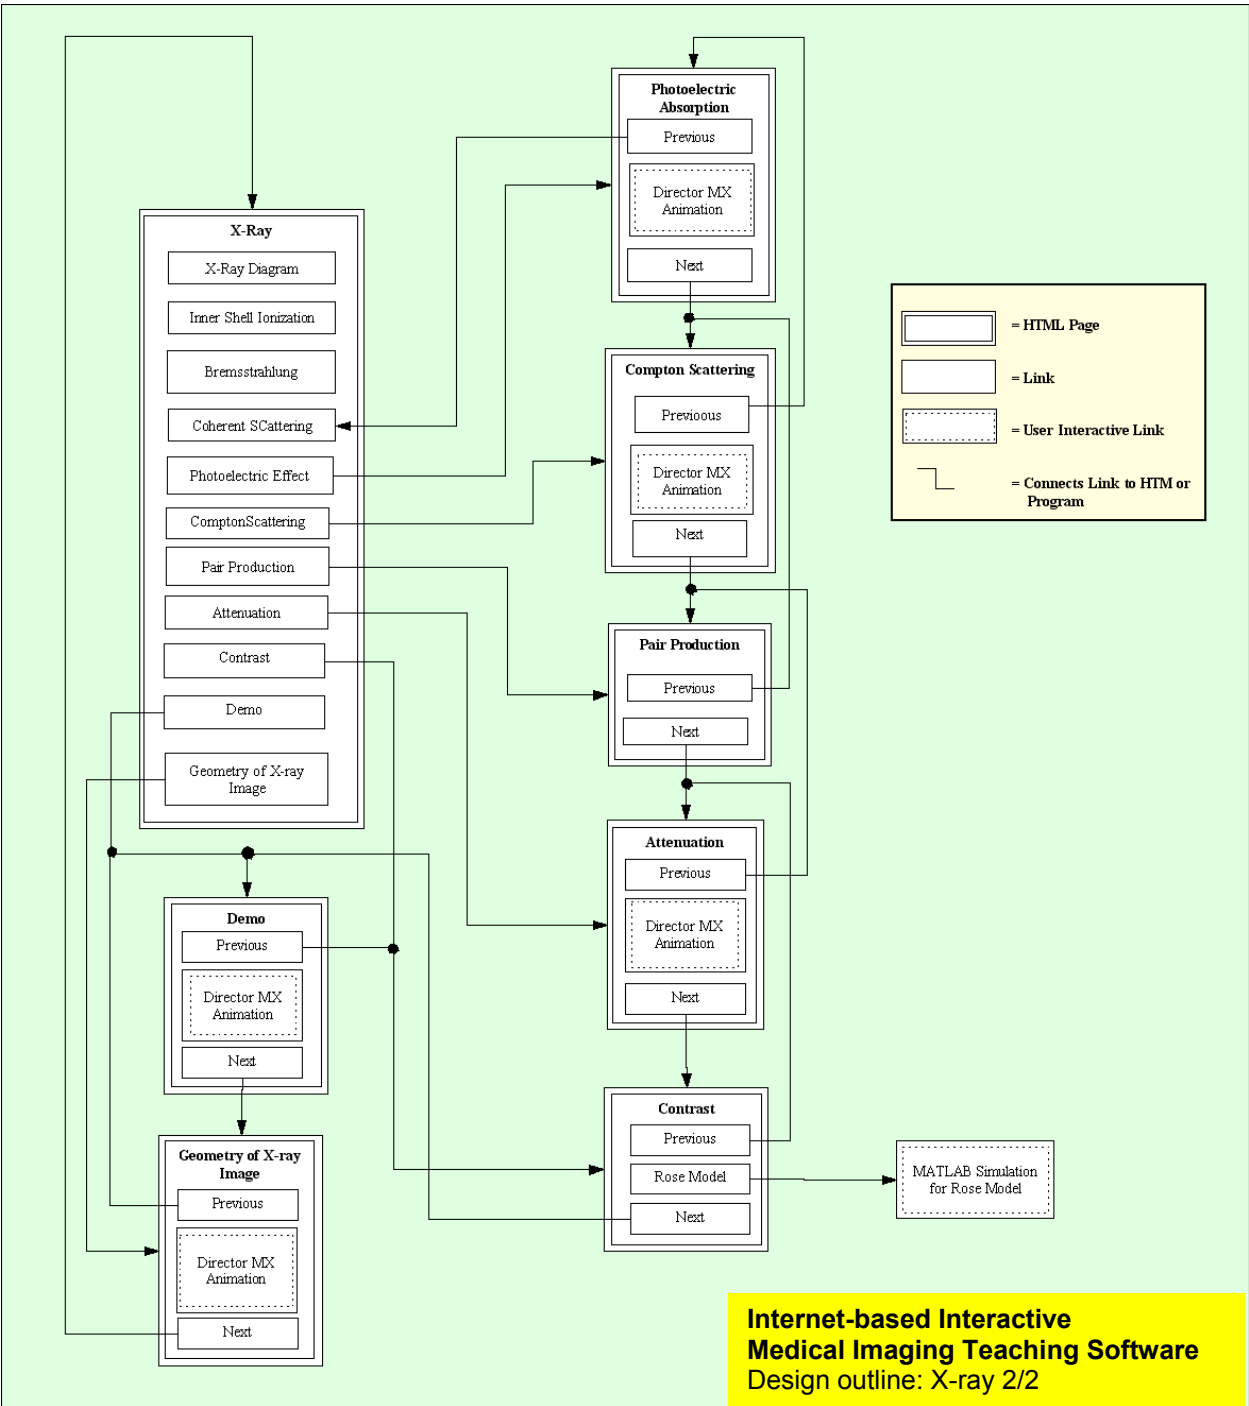 X-Ray
X-Ray Diagram
Inner Shell Ionization
Bremsstrahlung
Coherent SCattering
Photoelectric Effect
ComptonScattering
Pair Production
Attenuation
Contrast
Demo
Geometry of X-ray
Image
Demo
Previous
Director MX
Animation
Next
Geometry of X-ray
Image
Previous
Director MX
Animation
Next
Photoelectric
Absorption
Previous
Director MX
Animation
Next
Compton Scattering
Previoous
Director MX
Animation
Next
Pair Production
Previous
Next
Attenuation
Previous
Director MX
Animation
Next
Contrast
Previous
Rose Model
Next
MATLAB Simulation
for Rose Model
= HTML Page
= Link
= User Interactive Link
= Connects Link to HTM or
Program
Internet-based Interactive
Medical Imaging Teaching Software
Design outline: X-ray 2/2